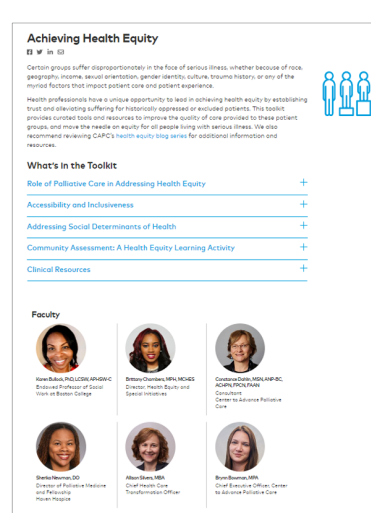 Achieving Health Equity
Certain groups suffer disproportionately in the face of serious illness, whether because of race,
geography, income, sexual orientation, gender identity, culture, trauma history, or any of the
myriad factors that impact patient care and patient experience.
Health professionals have a unique opportunity to lead in achieving health equity by establishing
trust and alleviating suffering for historically oppressed or excluded patients. This toolkit
provides curated tools and resources to improve the quality of care provided to these patient
groups, and move the needle on equity for all people living with serious illness. We also
recommend reviewing CAPC's health equity blog series for additional information and
resources.
What's in the Toolkit
Role of Palliative Care in Addressing Health Equity
Accessibility and Inclusiveness
Addressing Social Determinants of Health
Community Assessment: A Health Equity Learning Activity
Clinical Resources
Faculty
Karen Bullock, PhD, LCSW, APHSW-C
Endowed Professor of Social
Work at Boston College
Brittany Chambers, MPH, MCHES
Director, Health Equity and
Special Initiatives
Constance Dahlin, MSN, ANP-BC,
ACHPN, FPCN, FAAN
Consultant
Center to Advance Palliative
Care
Sherika Newman, DO
Director of Palliative Medicine
and Fellowship
Haven Hospice
Allison Silvers, MBA
Chief Health Care
Transformation Officer
Brynn Bowman, MPA
Chief Executive Officer, Center
to Advance Palliative Care